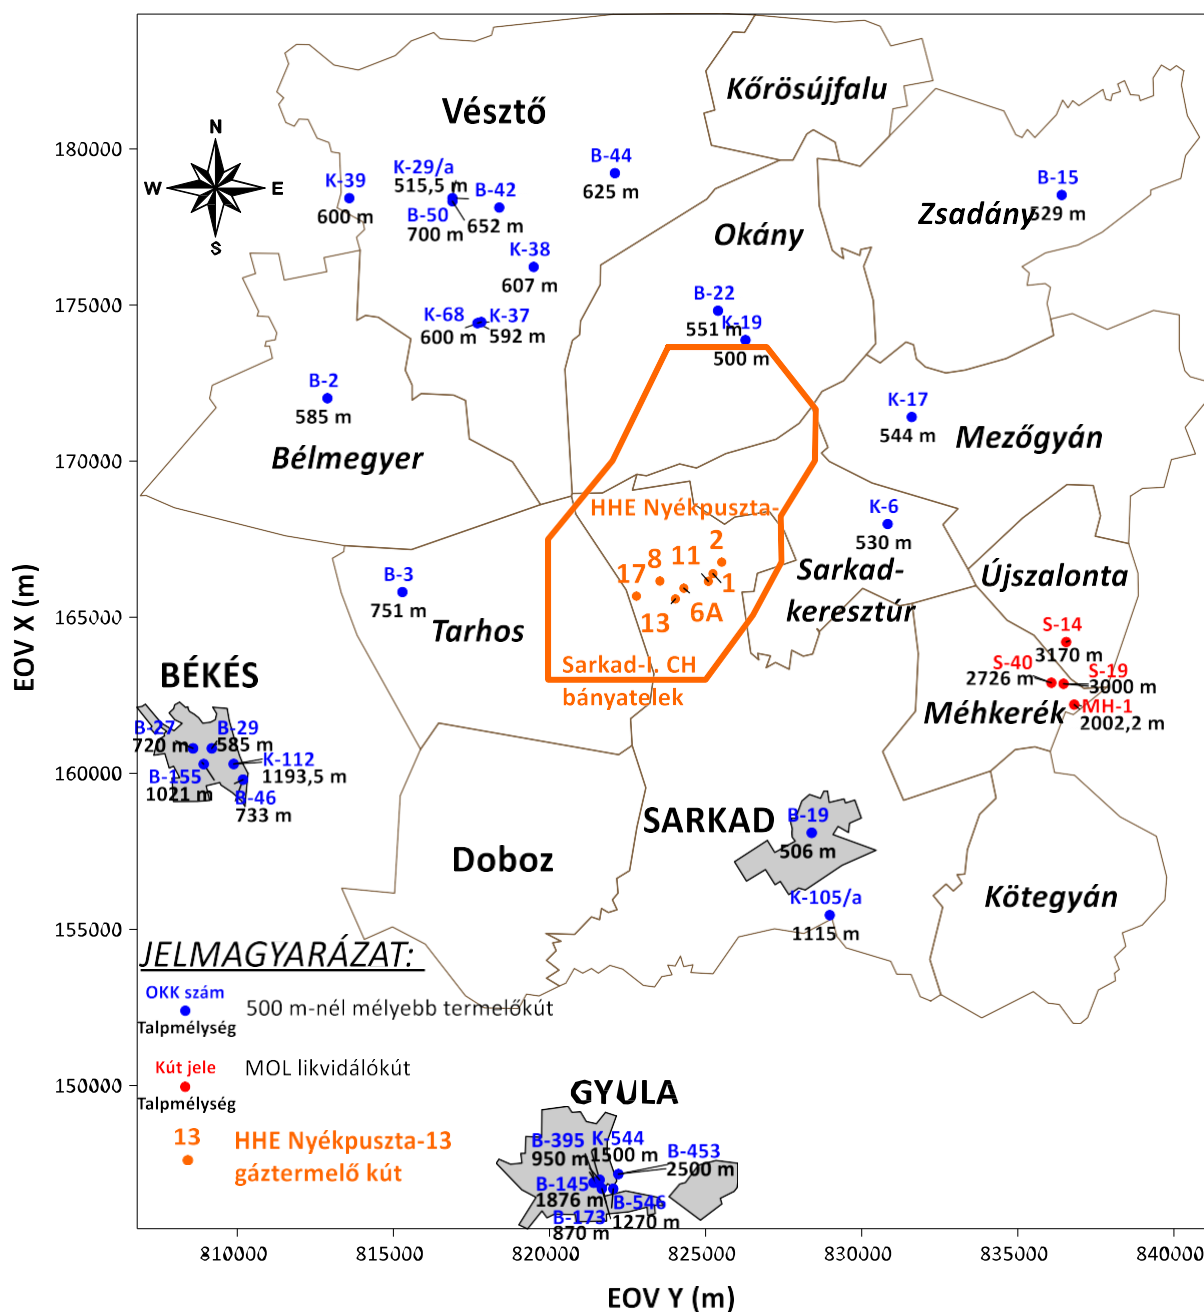 Kőrösújfalu
Vésztő
N
W
E
S
180000
K-39
600 m
K-29/a
515,5 m
B-42
652 m
B-50
700 m
B-44
625 m
B-15
529 m
Zsadány
Okány
K-38
607 m
175000
K-68
600 m
K-37
592 m
B-22
551 m
K-19
500 m
B-2
585 m
Bélmegyer
K-17
544 m
Mezőgyán
170000
HHE Nyékpuszta-
2
11
8
17
1
6A
13
K-6
530 m
Sarkad-
keresztúr
Újszalonta
B-3
751 m
Tarhos
165000
Sarkad-I. CH
bányatelek
S-14
3170 m
S-40
2726 m
S-19
3000 m
MH-1
2002,2 m
Méhkerék
BÉKÉS
B-27
720 m
B-29
585 m
K-112
1193,5 m
B-155
1021 m
B-46
733 m
160000
SARKAD
B-19
506 m
Doboz
K-105/a
1115 m
Kötegyán
155000
JELMAGYARÁZAT:
OKK szám
Talpmélység
500 m-nél mélyebb termelőkút
Kút jele
Talpmélység
MOL likvidálókút
13
HHE Nyékpuszta-13
gáztermelő kút
150000
GYULA
B-395
950 m
K-544
1500 m
B-453
2500 m
B-145
1876 m
B-546
1270 m
B-173
870 m
EOV X (m)
810000
815000
820000
825000
830000
835000
840000
EOV Y (m)